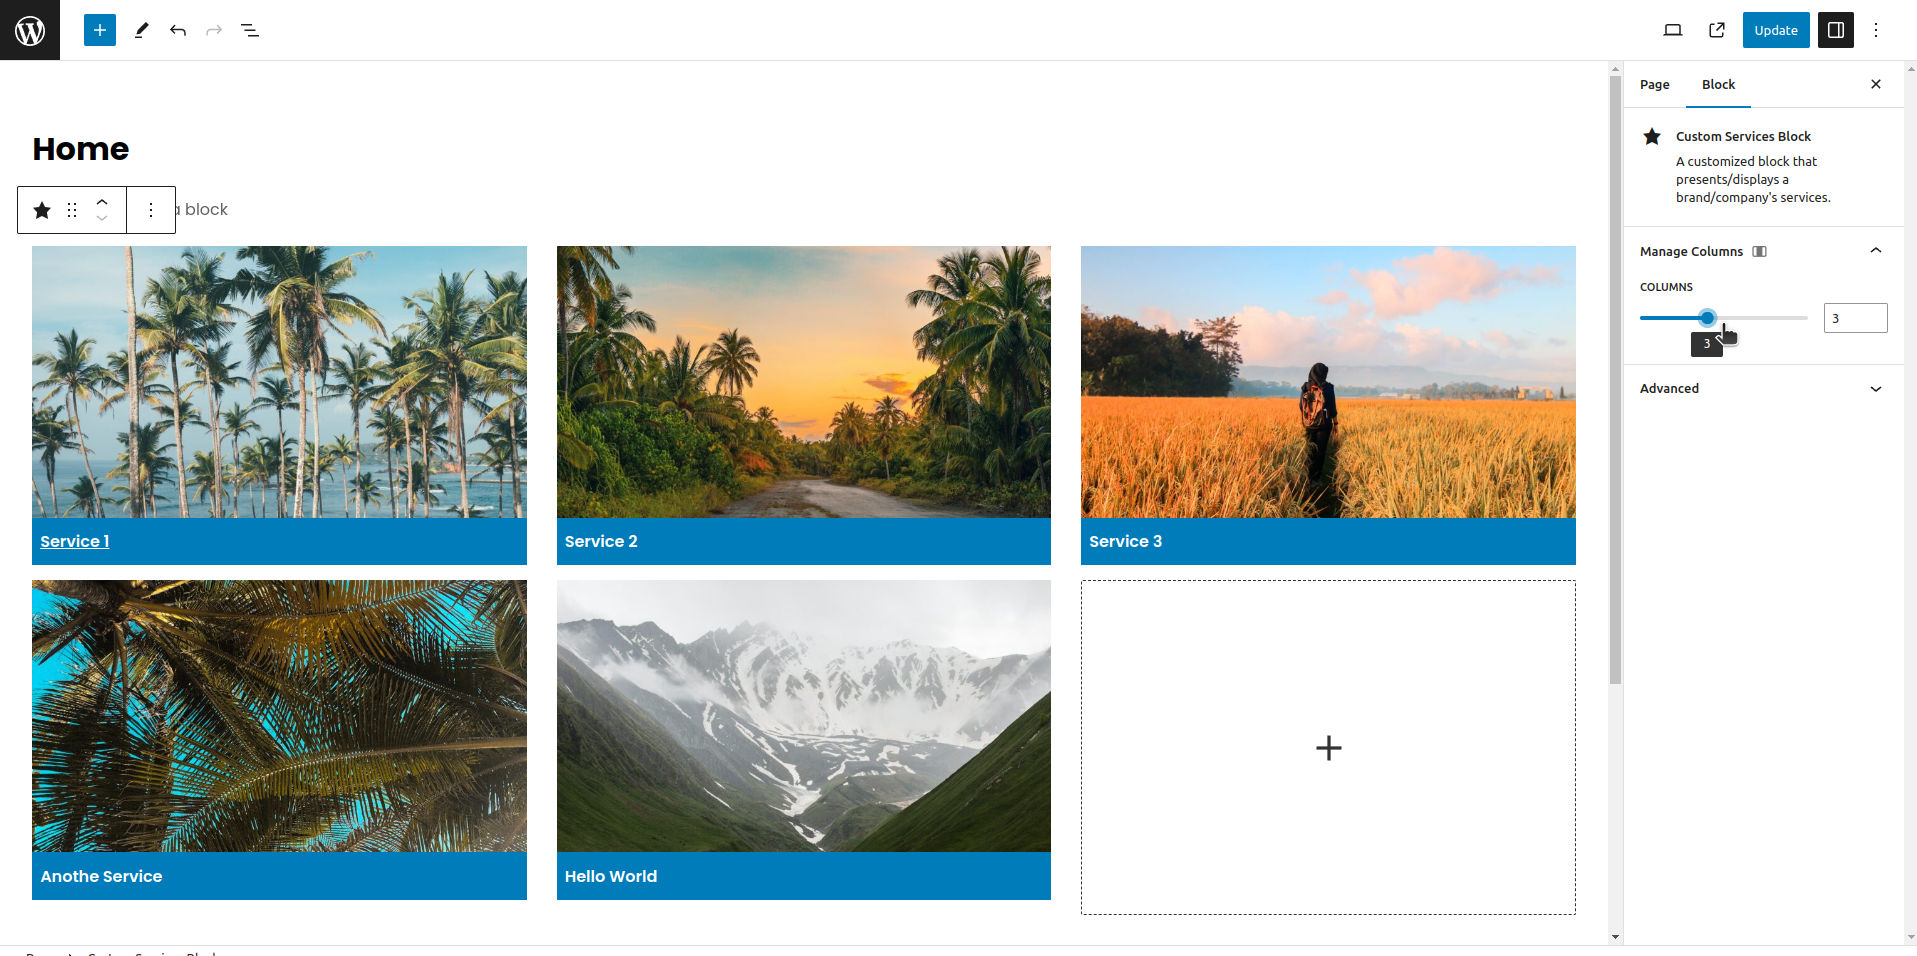 Update
Page
Block
Custom Services Block
A customized block that
presents/displays a
brand/company's services.
Manage Columns
COLUMNS
3
3
Advanced
Home
a block
Service 1
Service 2
Service 3
Anothe Service
Hello World